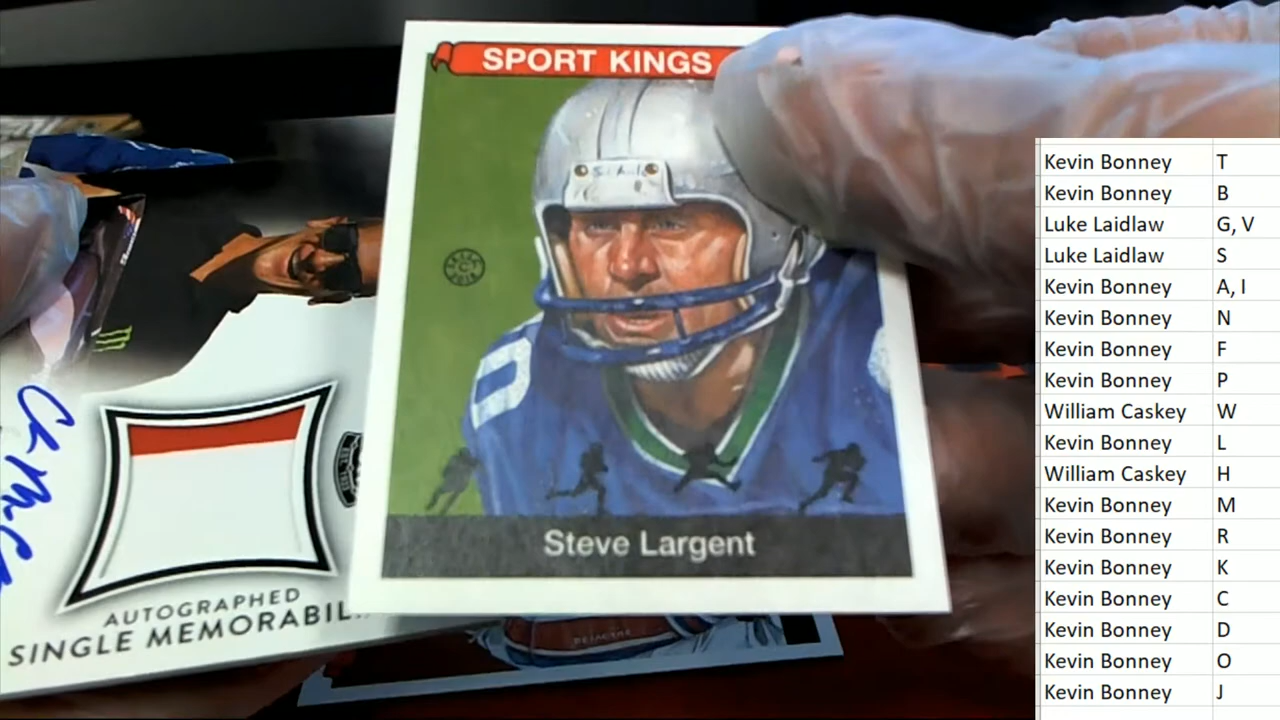 SPORT KINGS
Steve Largent
AUTOGRAPHED
SINGLE MEMORABIL
Kevin Bonney T
Kevin Bonney B
Luke Laidlaw G, V
Luke Laidlaw S
Kevin Bonney A, I
Kevin Bonney N
Kevin Bonney F
Kevin Bonney P
William Caskey W
Kevin Bonney L
William Caskey H
Kevin Bonney M
Kevin Bonney R
Kevin Bonney K
Kevin Bonney C
Kevin Bonney D
Kevin Bonney O
Kevin Bonney J